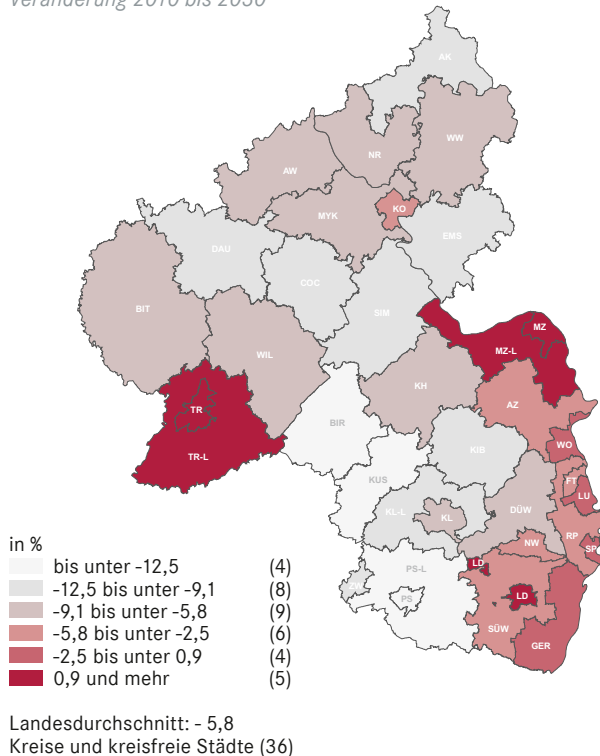 Veränderung 2010 bis 2030
AK
WW
NR
AW
KO
MYK
EMS
DAU
COC
SIM
BIT
MZ
MZ-L
WIL
KH
TR
AZ
BIR
WO
TR-L
KIB
KUS
FT
LU
DÜW
KL-L
KL
RP
NW
SP
PS-L
LD
PS
LD
SÜW
GER
in %
bis unter -12,5 (4)
-12,5 bis unter -9,1 (8)
-9,1 bis unter -5,8 (9)
-5,8 bis unter -2,5 (6)
-2,5 bis unter 0,9 (4)
0,9 und mehr (5)
Landesdurchschnitt: - 5,8
Kreise und kreisfreie Städte (36)